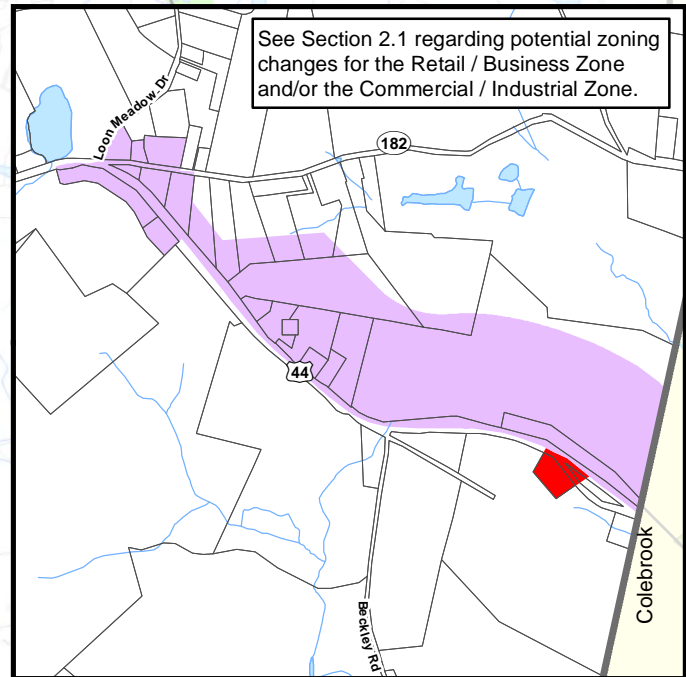 See Section 2.1 regarding potential zoning
changes for the Retail / Business Zone
and/or the Commercial / Industrial Zone.
Loon Meadow Dr
182
44
Colebrook
Beckley Rd